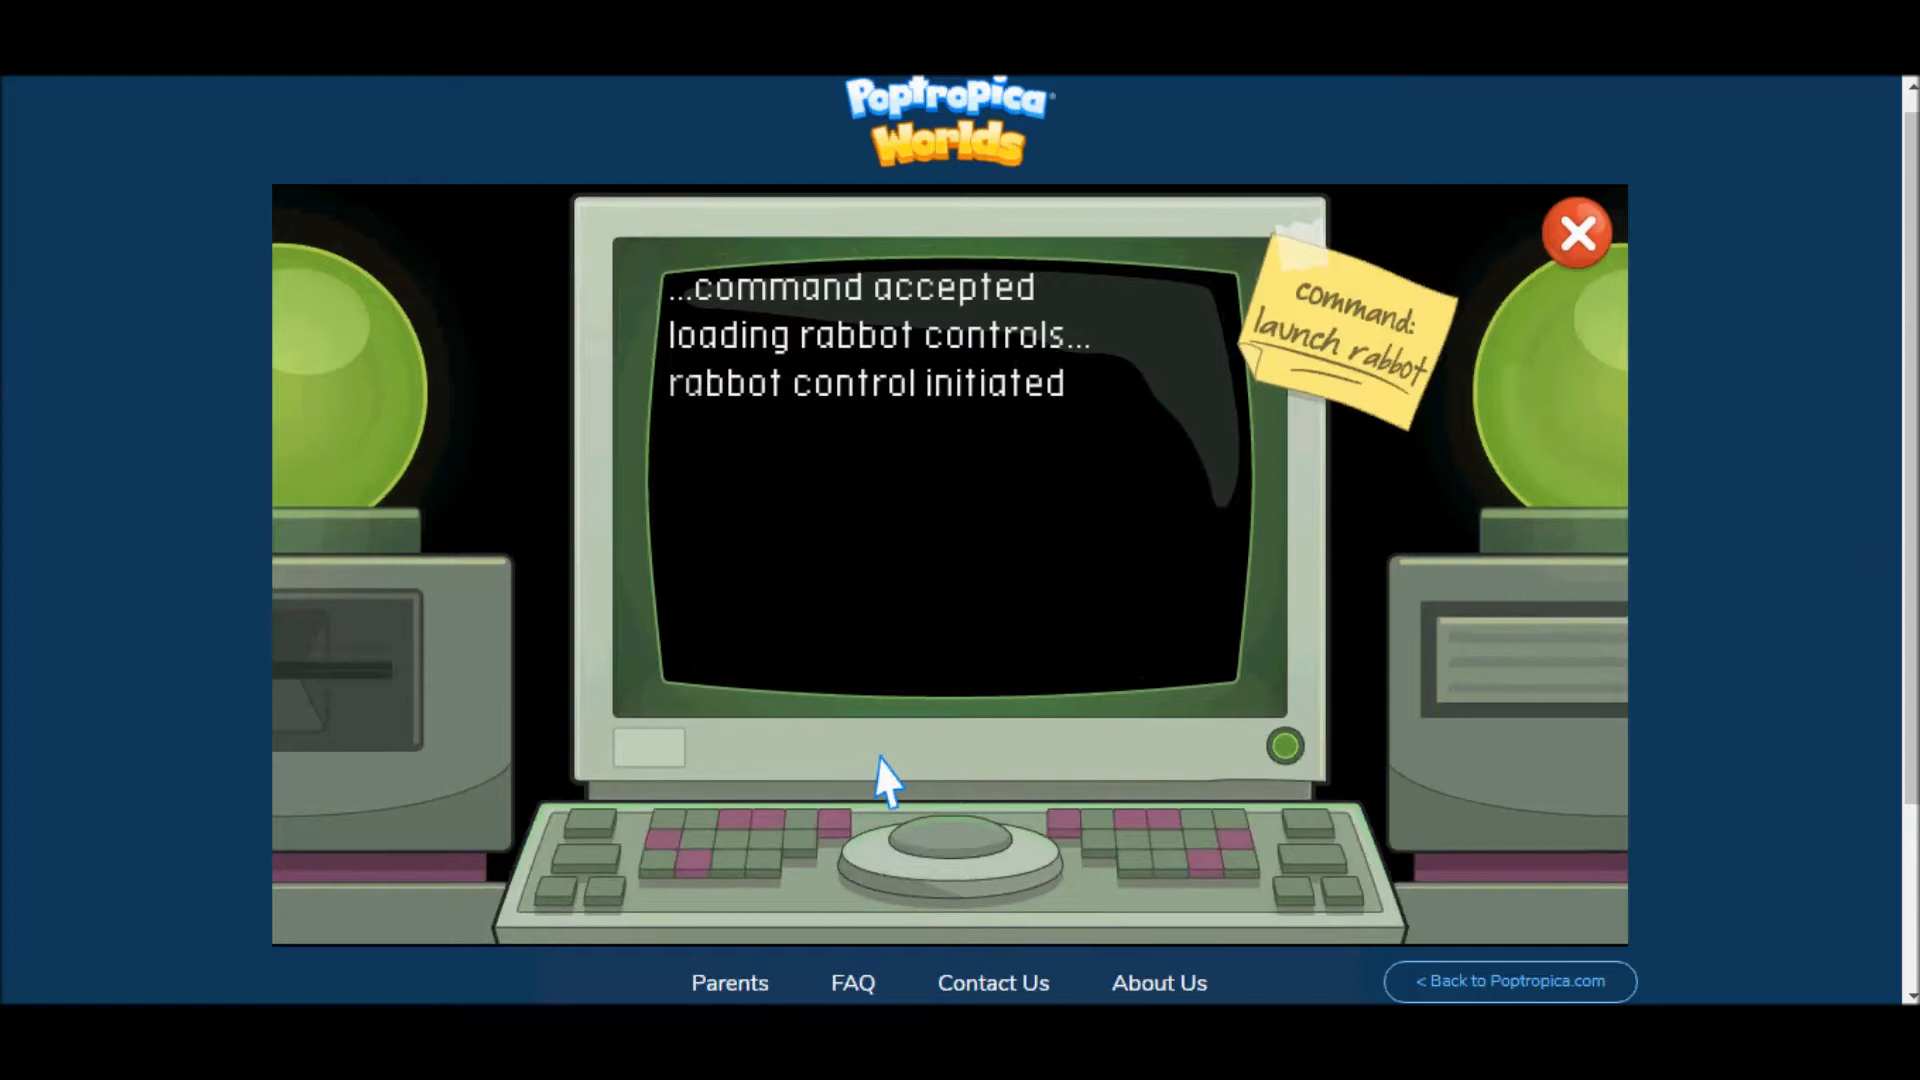 Poptropica
Worlds
...command accepted
loading rabbot controls...
rabbot control initiated
command:
launch rabbot
Parents
FAQ
Contact Us
About Us
< Back to Poptropica.com